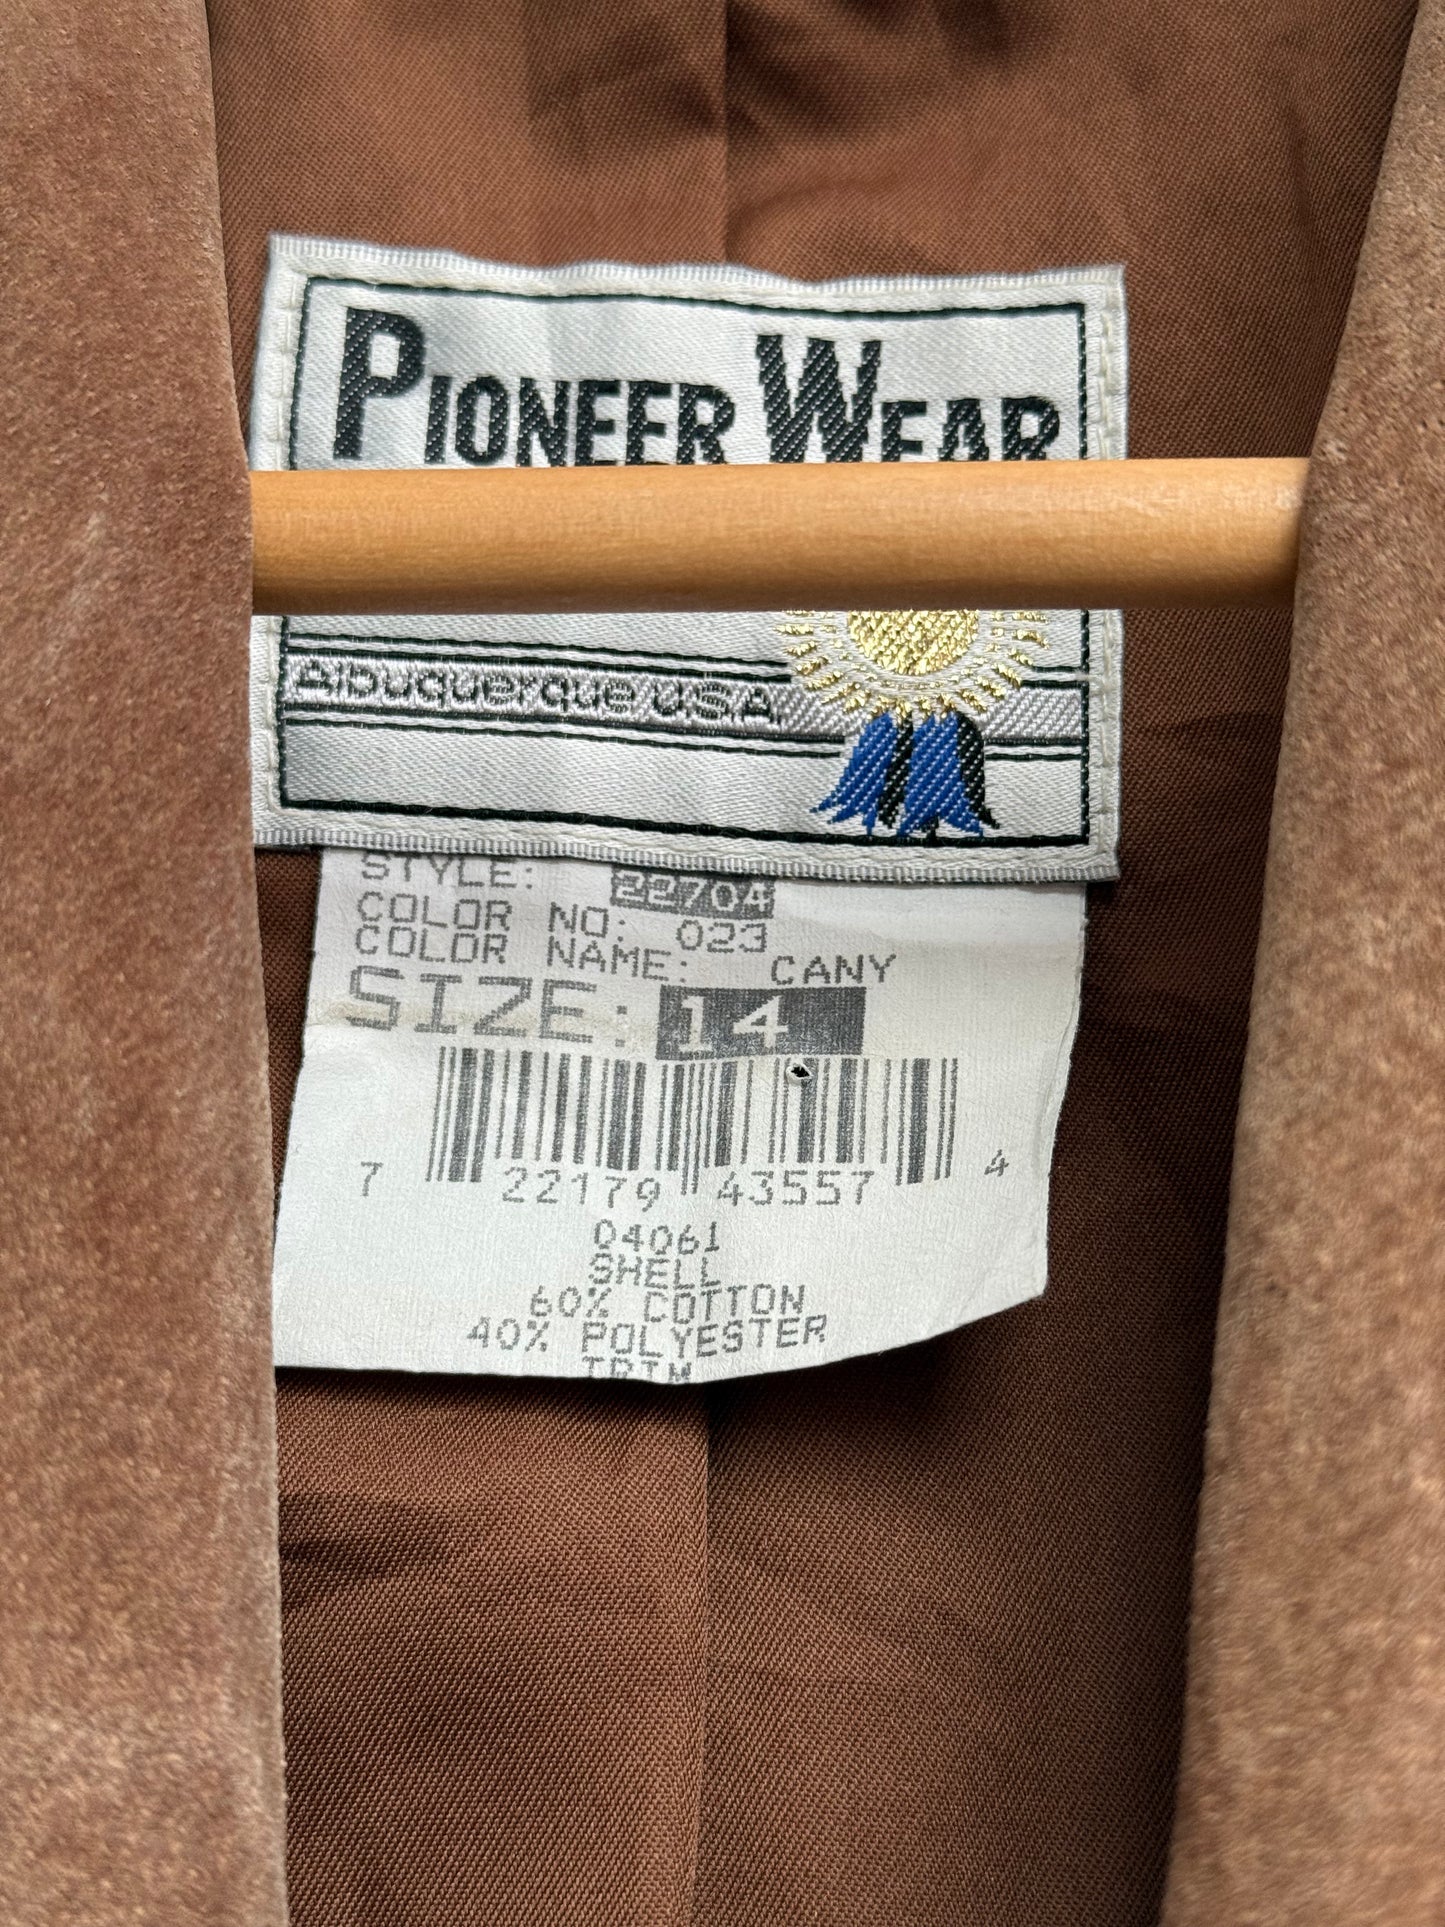 PIONEER WEAR
Albuquerque U.S.A.
STYLE: 22704
COLOR NO: 023
COLOR NAME: CANY
SIZE: 14
7 22179 43557 4
04061
SHELL
60% COTTON
40% POLYESTER
TRIM